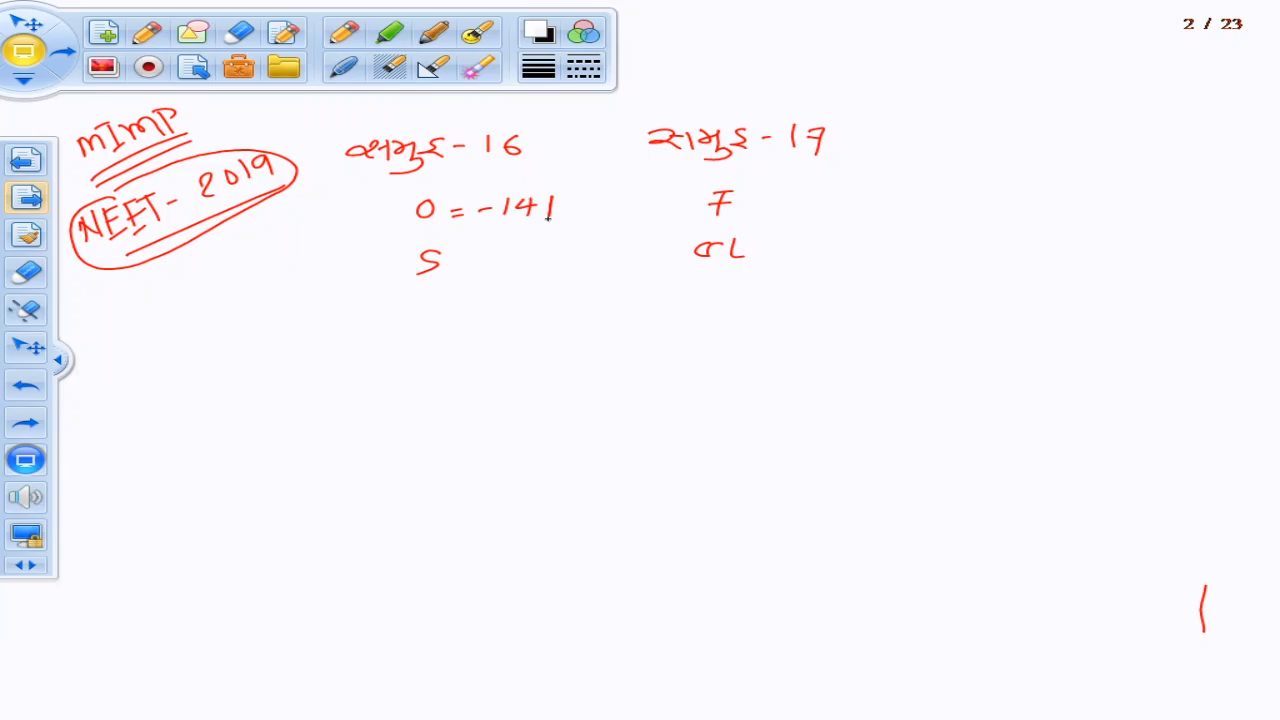 2 / 23
mIMP
NEET - 2019
સમુહ - 16
સમુહ - 17
O = -141
F
S
CL